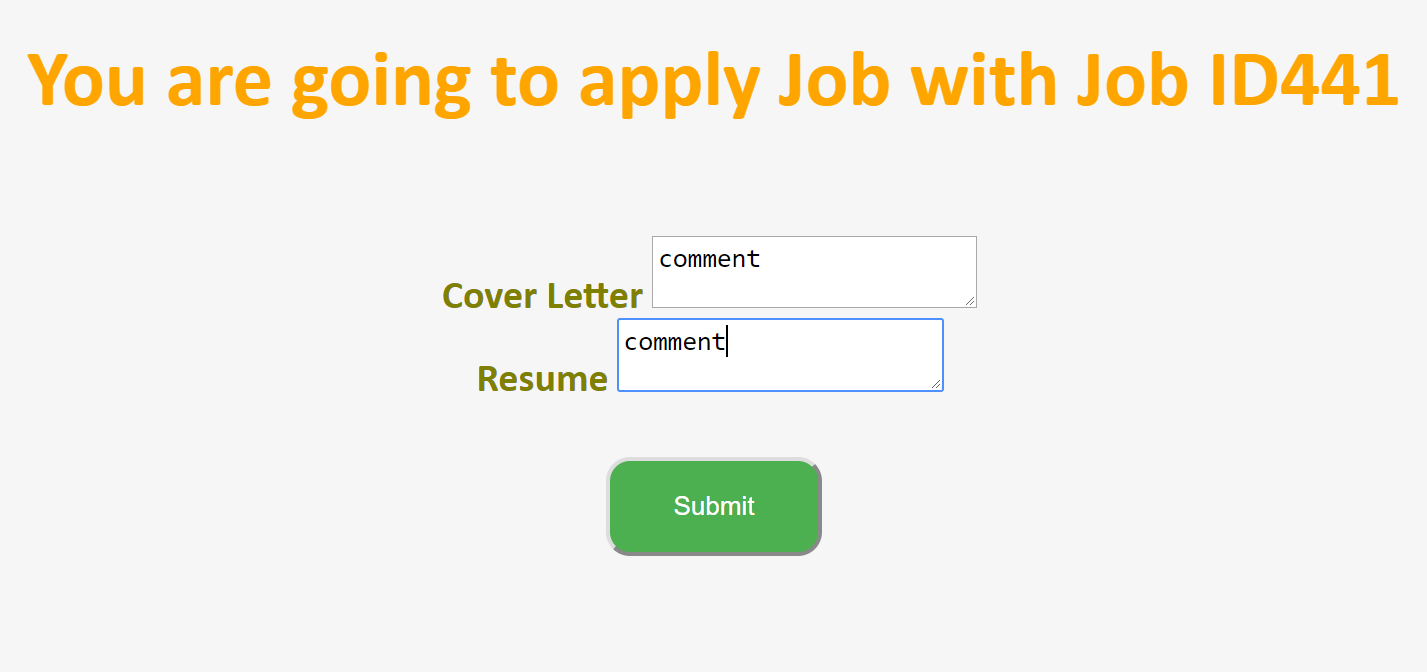 You are going to apply Job with Job ID441
comment
Cover Letter
comment
Resume
Submit